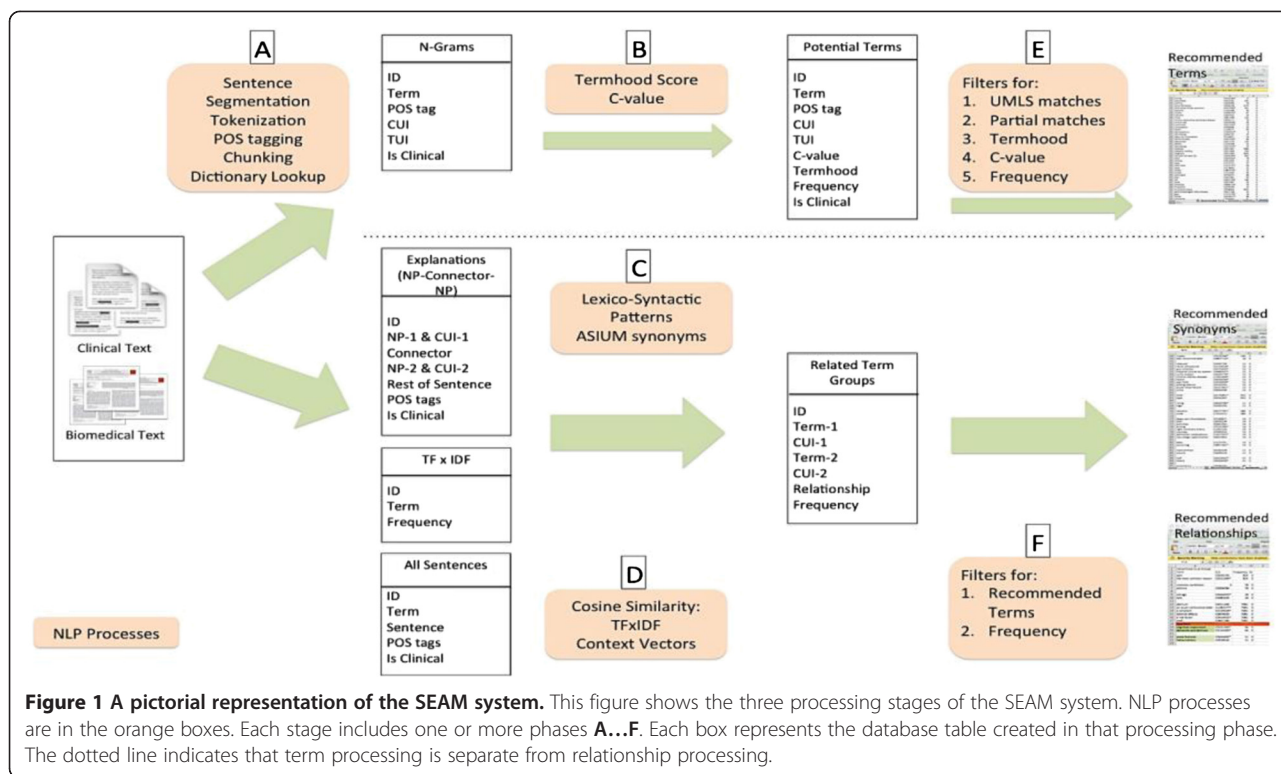 A
Sentence
Segmentation
Tokenization
POS tagging
Chunking
Dictionary Lookup
N-Grams
ID
Term
POS tag
CUI
TUI
Is Clinical
B
Termhood Score
C-value
Potential Terms
ID
Term
POS tag
CUI
TUI
C-value
Termhood
Frequency
Is Clinical
E
Filters for:
1. UMLS matches
2. Partial matches
3. Termhood
4. C-value
5. Frequency
Recommended
Terms
Clinical Text
Biomedical Text
Explanations
(NP-Connector-
NP)
ID
NP-1 & CUI-1
Connector
NP-2 & CUI-2
Rest of Sentence
POS tags
Is Clinical
C
Lexico-Syntactic
Patterns
ASIUM synonyms
Related Term
Groups
ID
Term-1
CUI-1
Term-2
CUI-2
Relationship
Frequency
Recommended
Synonyms
TF x IDF
ID
Term
Frequency
All Sentences
ID
Term
Sentence
POS tags
Is Clinical
D
Cosine Similarity:
TFxIDF
Context Vectors
F
Filters for:
1. Recommended
Terms
2. Frequency
Recommended
Relationships
NLP Processes
Figure 1 A pictorial representation of the SEAM system. This figure shows the three processing stages of the SEAM system. NLP processes
are in the orange boxes. Each stage includes one or more phases A...F. Each box represents the database table created in that processing phase.
The dotted line indicates that term processing is separate from relationship processing.